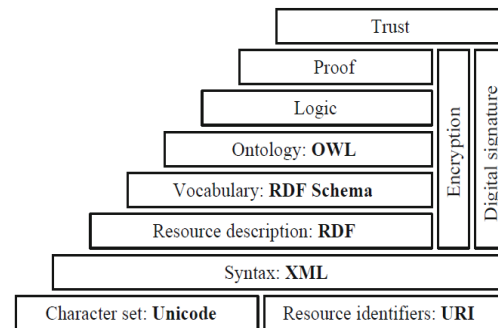 Trust
Proof
Logic
Ontology: OWL
Vocabulary: RDF Schema
Resource description: RDF
Encryption
Digital signature
Syntax: XML
Character set: Unicode
Resource identifiers: URI